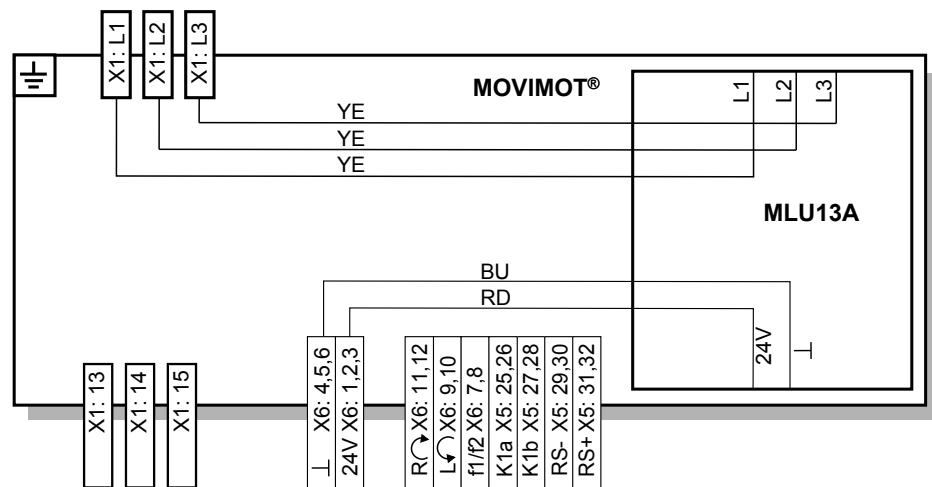 X1: L1
X1: L2
X1: L3
MOVIMOT®
L1
L2
L3
YE
YE
YE
MLU13A
BU
RD
24V
⊥
X1: 13
X1: 14
X1: 15
⊥ X6: 4,5,6
24V X6: 1,2,3
R↷ X6: 11,12
L↶ X6: 9,10
f1/f2 X6: 7,8
K1a X5: 25,26
K1b X5: 27,28
RS- X5: 29,30
RS+ X5: 31,32